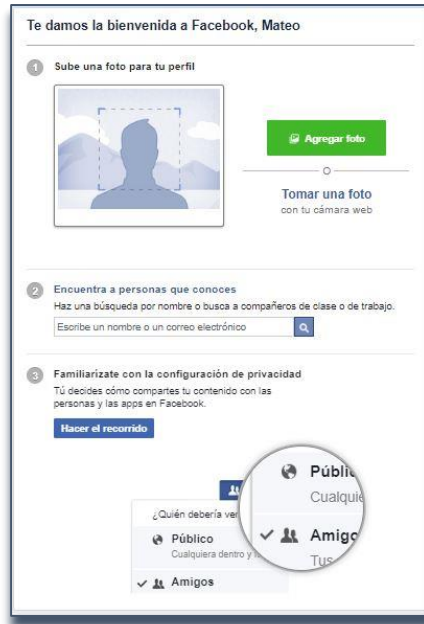 Te damos la bienvenida a Facebook, Mateo
1 Sube una foto para tu perfil
Agregar foto
O
Tomar una foto
con tu cámara web
2 Encuentra a personas que conoces
Haz una búsqueda por nombre o busca a compañeros de clase o de trabajo.
Escribe un nombre o un correo electrónico
3 Familiarízate con la configuración de privacidad
Tú decides cómo compartes tu contenido con las
personas y las apps en Facebook.
Hacer el recorrido
¿Quién debería ver
Público
Cualquiera dentro y f
Amigos
Públic
Cualquie
Amigo
Tus